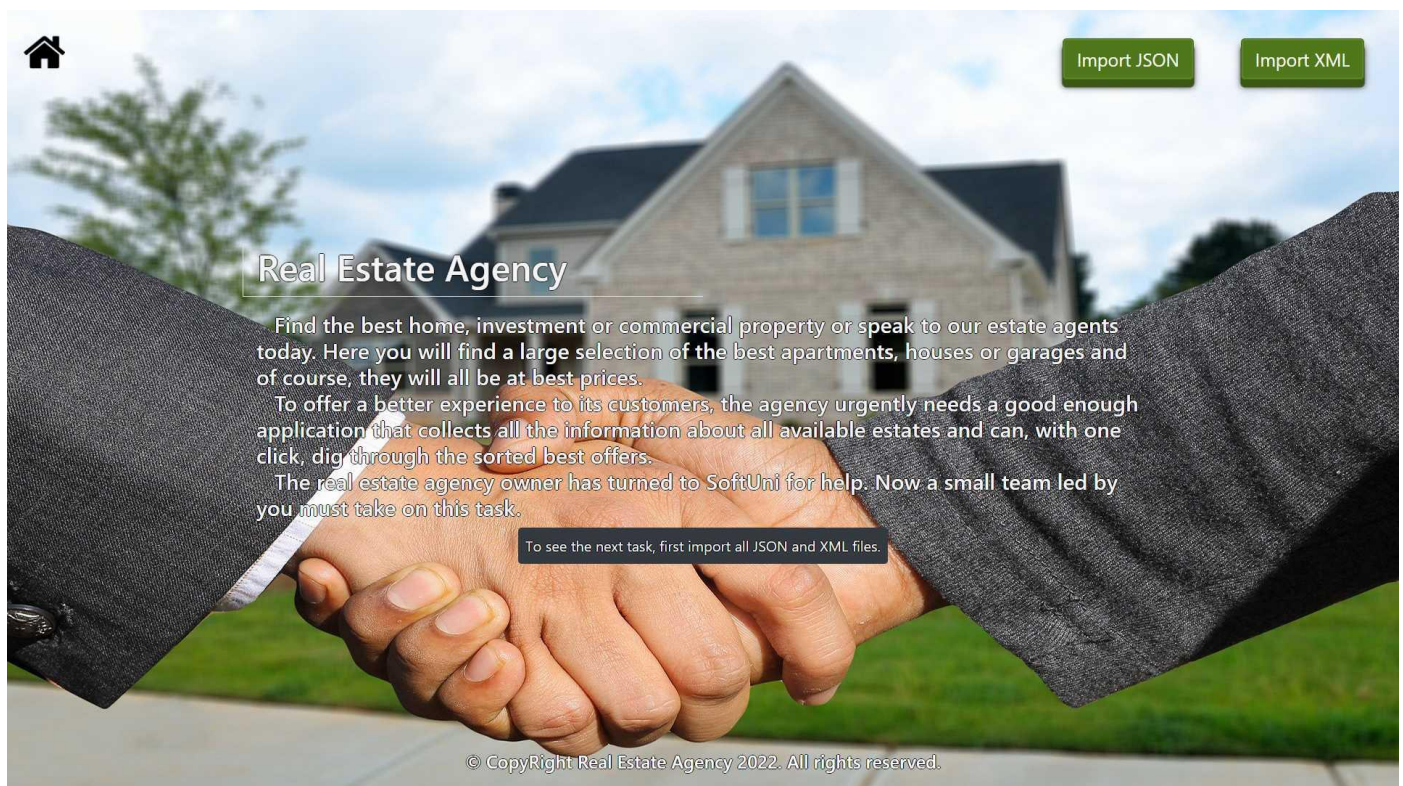 Import JSON
Import XML
Real Estate Agency
Find the best home, investment or commercial property or speak to our estate agents
today. Here you will find a large selection of the best apartments, houses or garages and
of course, they will all be at best prices.
To offer a better experience to its customers, the agency urgently needs a good enough
application that collects all the information about all available estates and can, with one
click, dig through the sorted best offers.
The real estate agency owner has turned to SoftUni for help. Now a small team led by
you must take on this task.
To see the next task, first import all JSON and XML files.
© CopyRight Real Estate Agency 2022. All rights reserved.